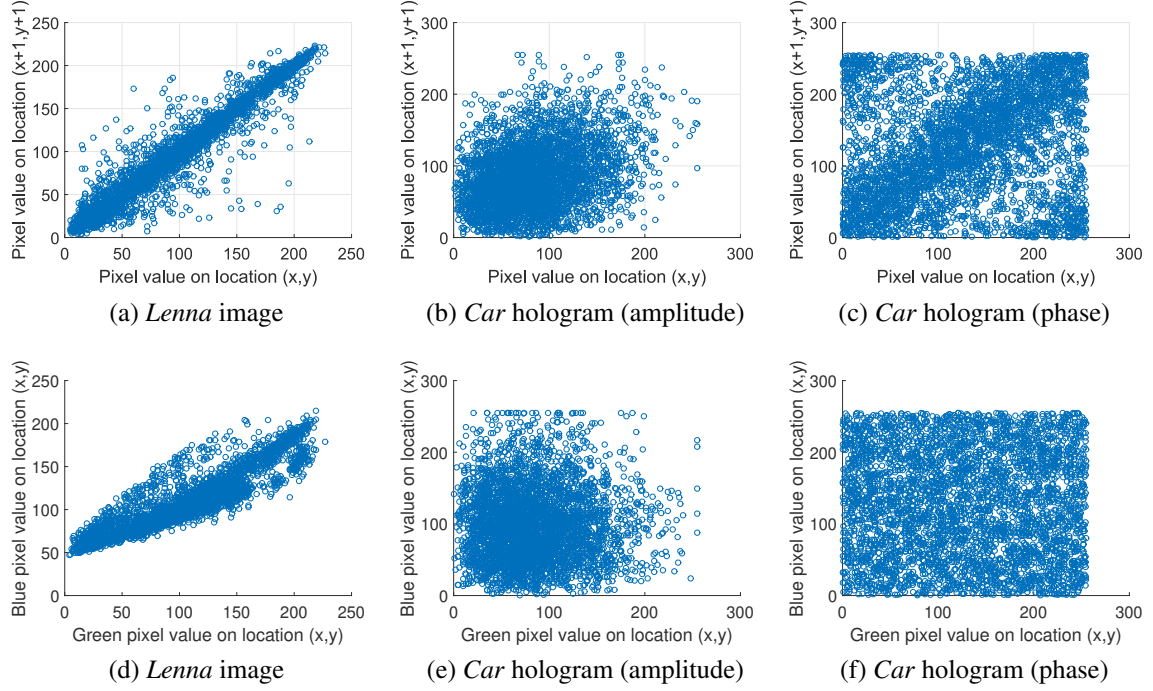 Pixel value on location (x+1,y+1)
250
200
150
100
50
0
0 50 100 150 200 250
Pixel value on location (x,y)
(a) Lenna image
Pixel value on location (x+1,y+1)
300
200
100
0
0 100 200 300
Pixel value on location (x,y)
(b) Car hologram (amplitude)
Pixel value on location (x+1,y+1)
300
200
100
0
0 100 200 300
Pixel value on location (x,y)
(c) Car hologram (phase)
Blue pixel value on location (x,y)
250
200
150
100
50
0
0 50 100 150 200 250
Green pixel value on location (x,y)
(d) Lenna image
Blue pixel value on location (x,y)
300
200
100
0
0 100 200 300
Green pixel value on location (x,y)
(e) Car hologram (amplitude)
Blue pixel value on location (x,y)
300
200
100
0
0 100 200 300
Green pixel value on location (x,y)
(f) Car hologram (phase)